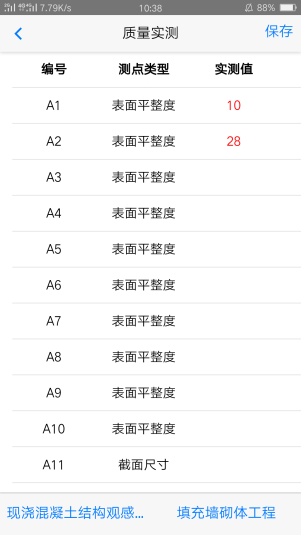 7.79K/s 10:38 88%
质量实测 保存
编号 测点类型 实测值
A1 表面平整度 10
A2 表面平整度 28
A3 表面平整度
A4 表面平整度
A5 表面平整度
A6 表面平整度
A7 表面平整度
A8 表面平整度
A9 表面平整度
A10 表面平整度
A11 截面尺寸
现浇混凝土结构观感... 填充墙砌体工程